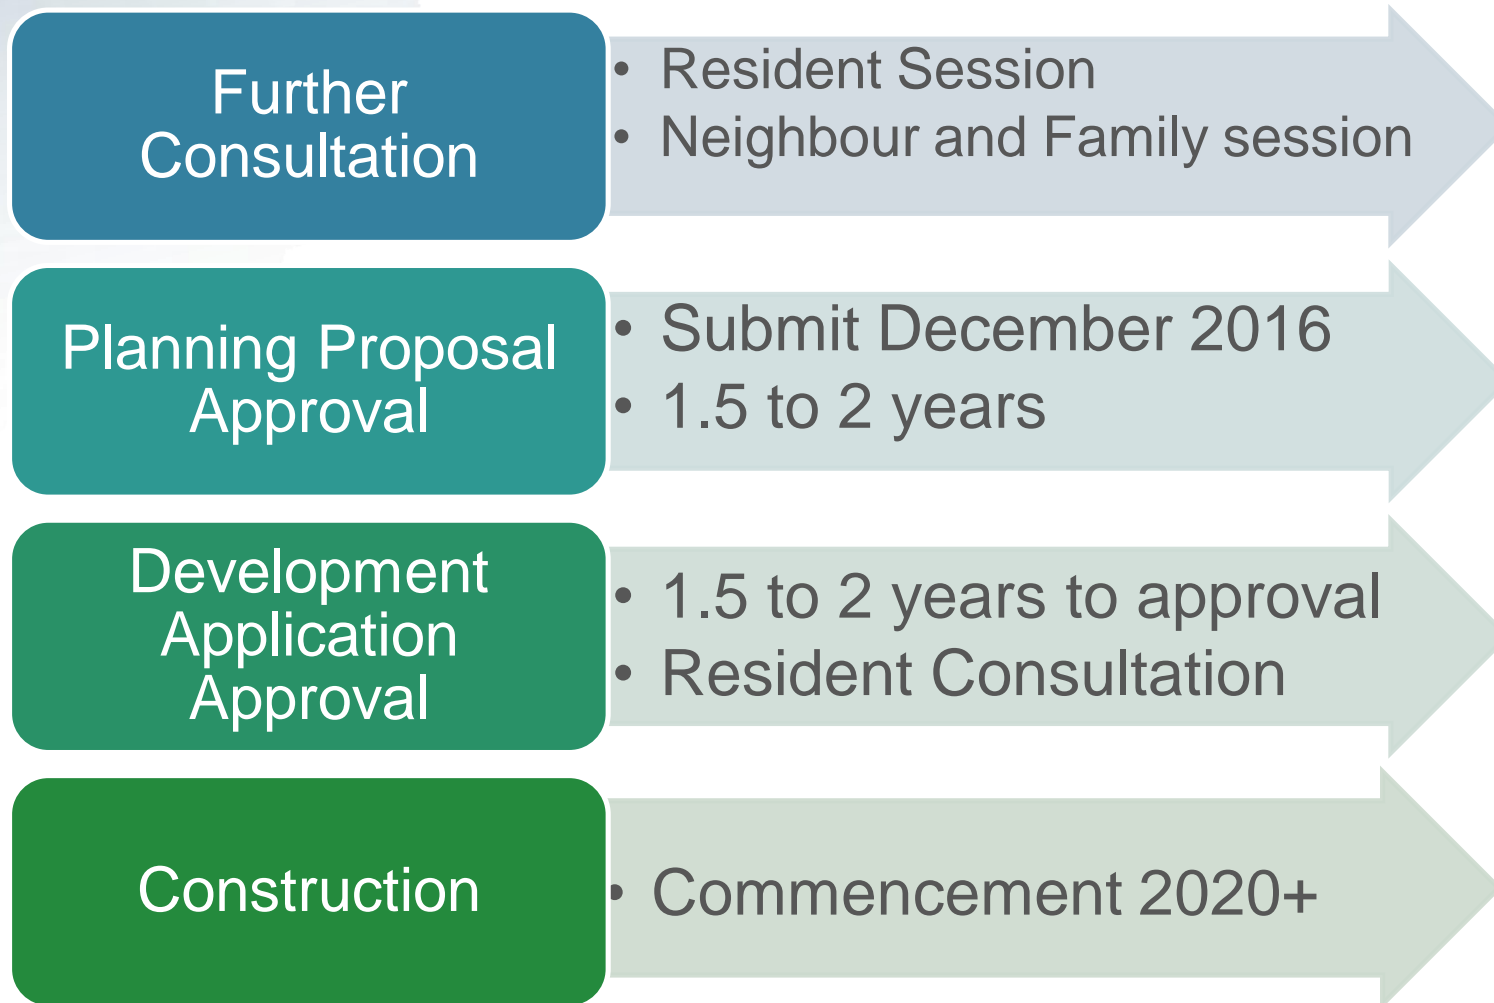 Further
Consultation
• Resident Session
• Neighbour and Family session
Planning Proposal
Approval
• Submit December 2016
• 1.5 to 2 years
Development
Application
Approval
• 1.5 to 2 years to approval
• Resident Consultation
Construction
• Commencement 2020+